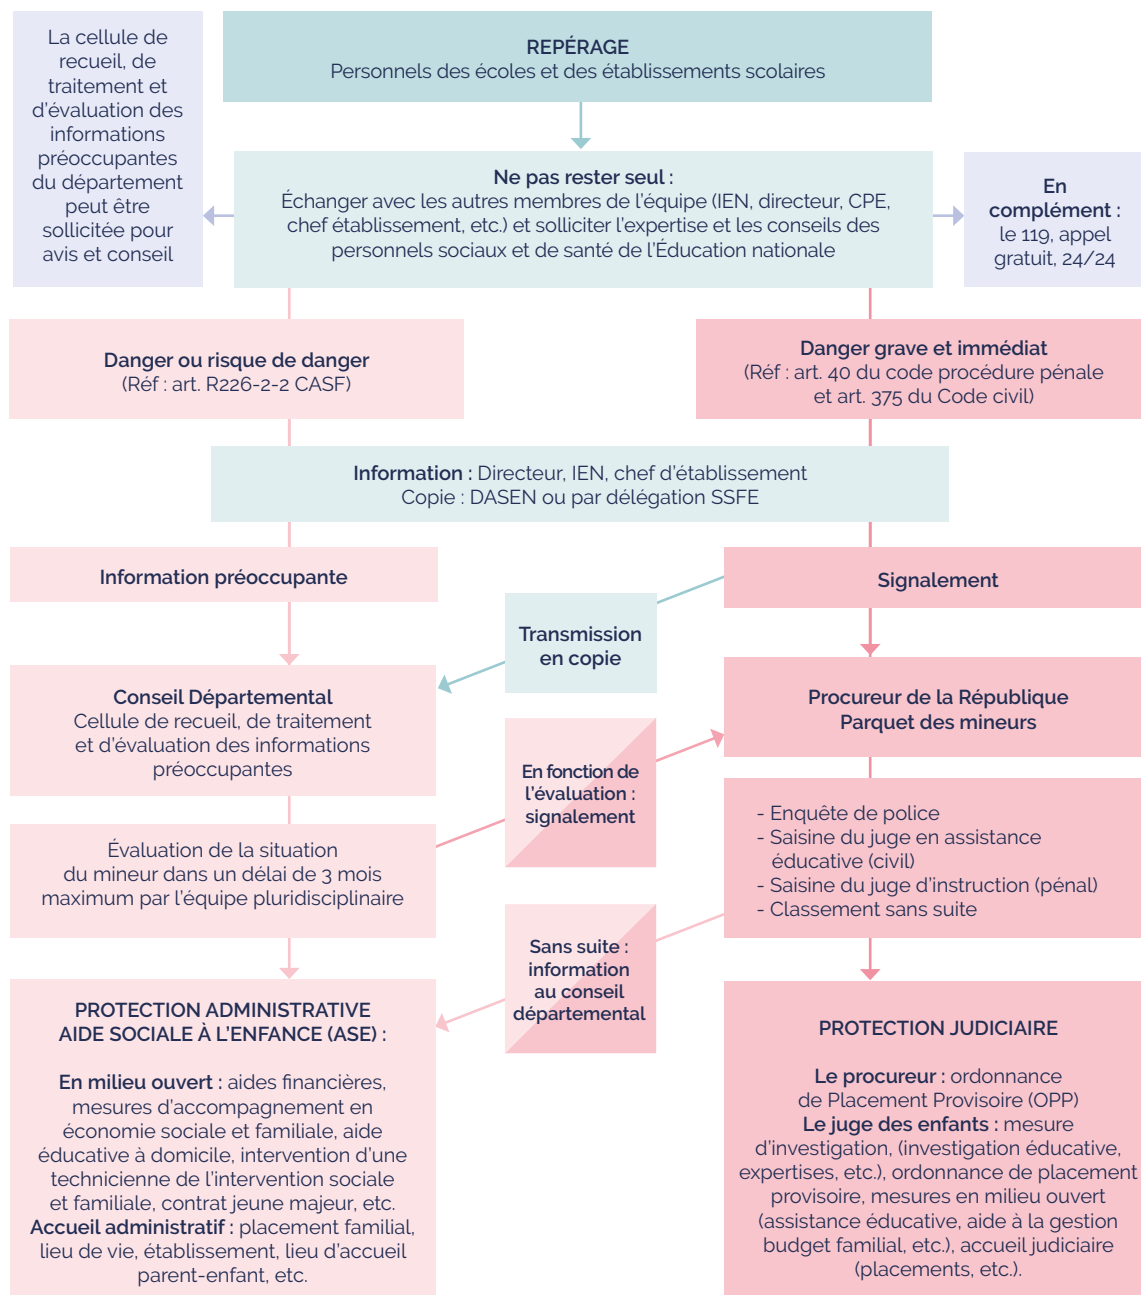 La cellule de
recueil, de
traitement et
d'évaluation des
informations
préoccupantes
du département
peut être
sollicitée pour
avis et conseil
REPÉRAGE
Personnels des écoles et des établissements scolaires
Ne pas rester seul :
Échanger avec les autres membres de l'équipe (IEN, directeur, CPE,
chef établissement, etc.) et solliciter l'expertise et les conseils des
personnels sociaux et de santé de l'Éducation nationale
En
complément :
le 119, appel
gratuit, 24/24
Danger ou risque de danger
(Réf : art. R226-2-2 CASF)
Danger grave et immédiat
(Réf : art. 40 du code procédure pénale
et art. 375 du Code civil)
Information : Directeur, IEN, chef d'établissement
Copie : DASEN ou par délégation SSFE
Information préoccupante
Signalement
Transmission
en copie
Conseil Départemental
Cellule de recueil, de traitement
et d'évaluation des informations
préoccupantes
Procureur de la République
Parquet des mineurs
En fonction de
l'évaluation :
signalement
Évaluation de la situation
du mineur dans un délai de 3 mois
maximum par l'équipe pluridisciplinaire
- Enquête de police
- Saisine du juge en assistance
éducative (civil)
- Saisine du juge d'instruction (pénal)
- Classement sans suite
Sans suite :
information
au conseil
départemental
PROTECTION ADMINISTRATIVE
AIDE SOCIALE À L'ENFANCE (ASE) :
En milieu ouvert : aides financières,
mesures d'accompagnement en
économie sociale et familiale, aide
éducative à domicile, intervention d'une
technicienne de l'intervention sociale
et familiale, contrat jeune majeur, etc.
Accueil administratif : placement familial,
lieu de vie, établissement, lieu d'accueil
parent-enfant, etc.
PROTECTION JUDICIAIRE
Le procureur : ordonnance
de Placement Provisoire (OPP)
Le juge des enfants : mesure
d'investigation, (investigation éducative,
expertises, etc.), ordonnance de placement
provisoire, mesures en milieu ouvert
(assistance éducative, aide à la gestion
budget familial, etc.), accueil judiciaire
(placements, etc.).